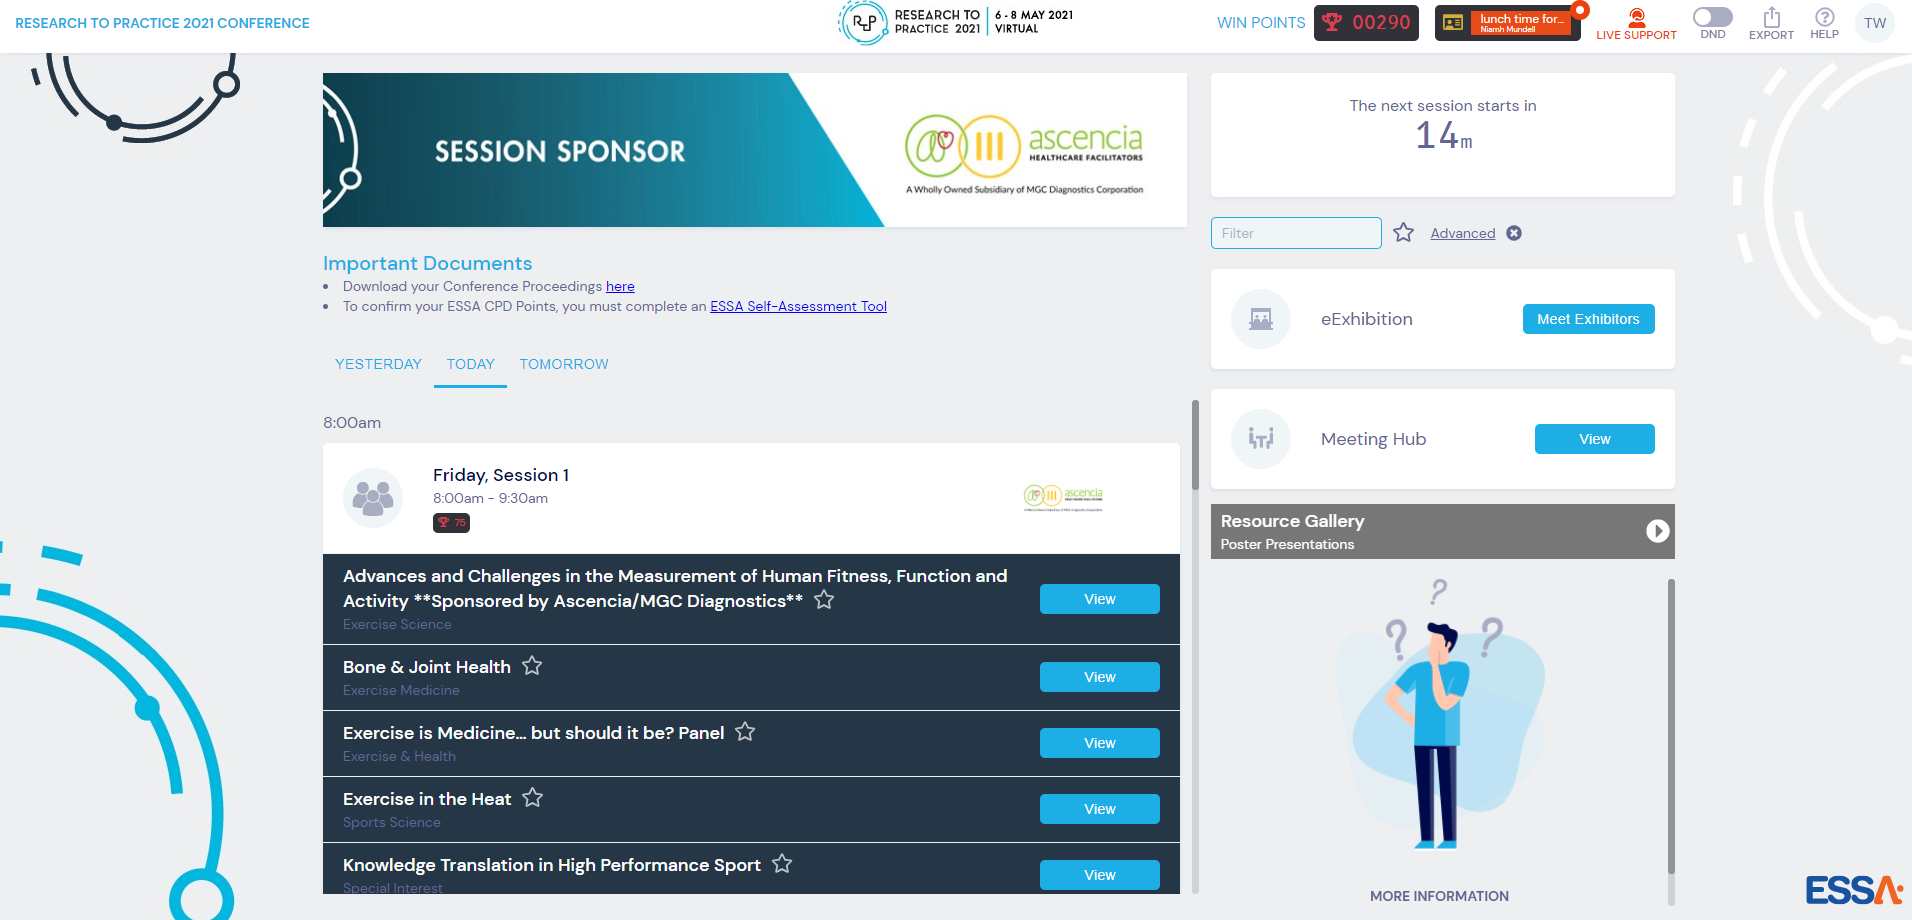 RESEARCH TO PRACTICE 2021 CONFERENCE
RTP
RESEARCH TO
PRACTICE 2021
6 - 8 MAY 2021
VIRTUAL
WIN POINTS
00290
lunch time for...
Niamh Mundell
LIVE SUPPORT
DND
EXPORT
HELP
TW
SESSION SPONSOR
ascencia
HEALTHCARE FACILITATORS
A Wholly Owned Subsidiary of MGC Diagnostics Corporation
The next session starts in
14m
Filter
Advanced
Important Documents
Download your Conference Proceedings here
To confirm your ESSA CPD Points, you must complete an ESSA Self-Assessment Tool
eExhibition
Meet Exhibitors
YESTERDAY
TODAY
TOMORROW
8:00am
Meeting Hub
View
Friday, Session 1
8:00am - 9:30am
75
ascencia
Resource Gallery
Poster Presentations
Advances and Challenges in the Measurement of Human Fitness, Function and
Activity **Sponsored by Ascencia/MGC Diagnostics**
Exercise Science
View
Bone & Joint Health
Exercise Medicine
View
Exercise is Medicine... but should it be? Panel
Exercise & Health
View
Exercise in the Heat
Sports Science
View
Knowledge Translation in High Performance Sport
Special Interest
View
MORE INFORMATION
ESSA